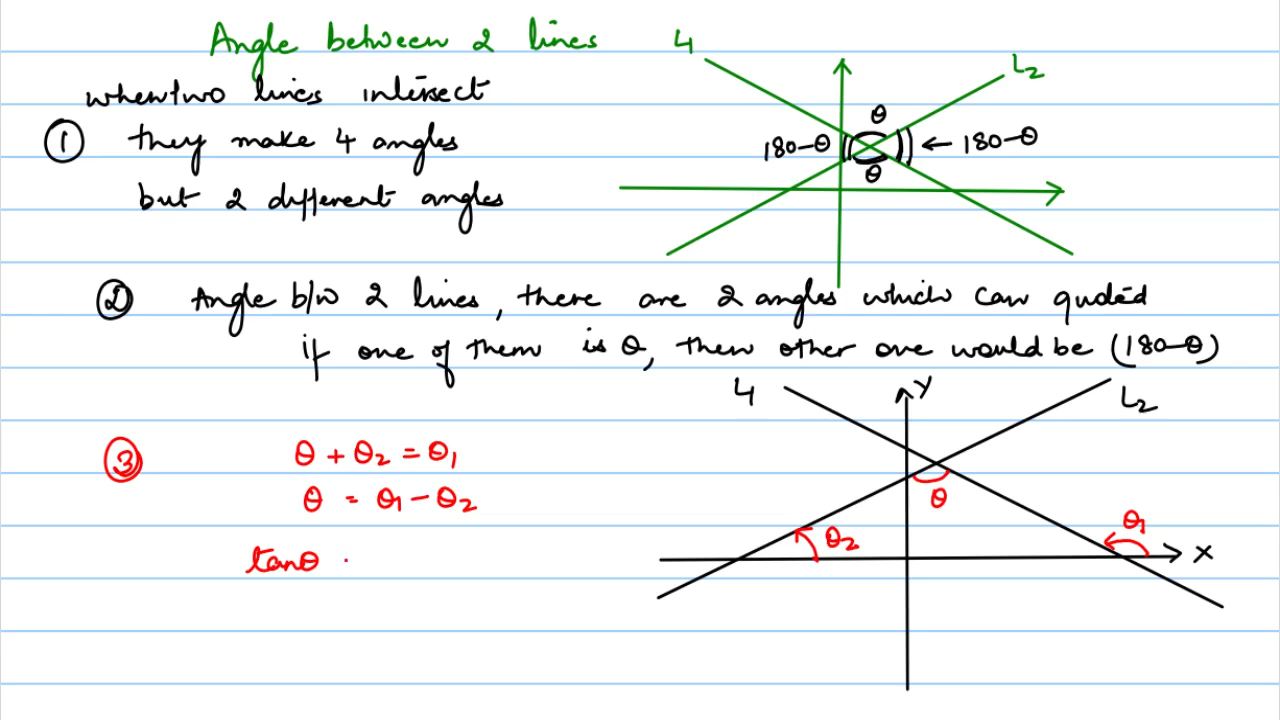 Angle between 2 lines
L1
L2
when two lines intersect
θ
① they make 4 angles
180-θ
← 180-θ
θ
but 2 different angles
② Angle b/w 2 lines, there are 2 angles which can quoted
if one of them is θ, then other one would be (180-θ)
L1
Y
L2
③ θ + θ2 = θ1
θ = θ1 - θ2
θ
θ1
θ2
X
tanθ